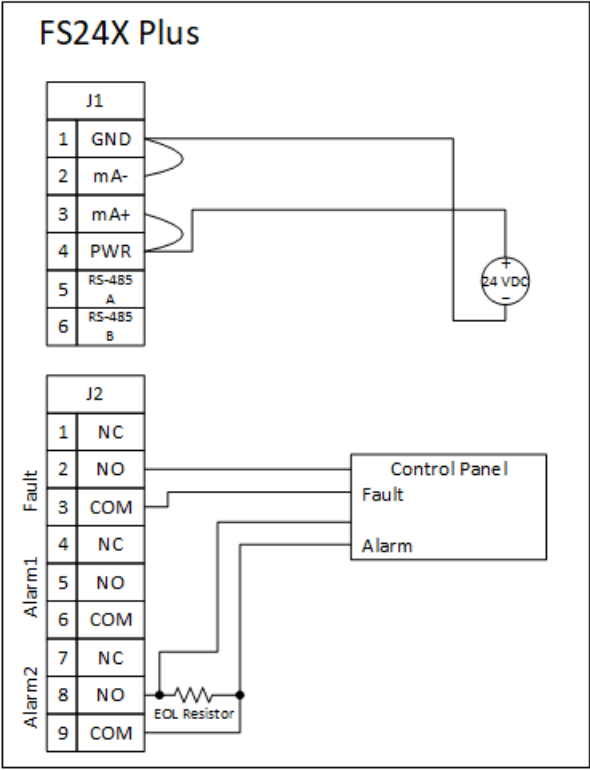 FS24X Plus
J1
1 GND
2 mA-
3 mA+
4 PWR
5 RS-485
A
6 RS-485
B
+
24 VDC
−
J2
1 NC
2 NO
3 COM
4 NC
5 NO
6 COM
7 NC
8 NO
9 COM
Fault
Alarm1
Alarm2
EOL Resistor
Control Panel
Fault
Alarm